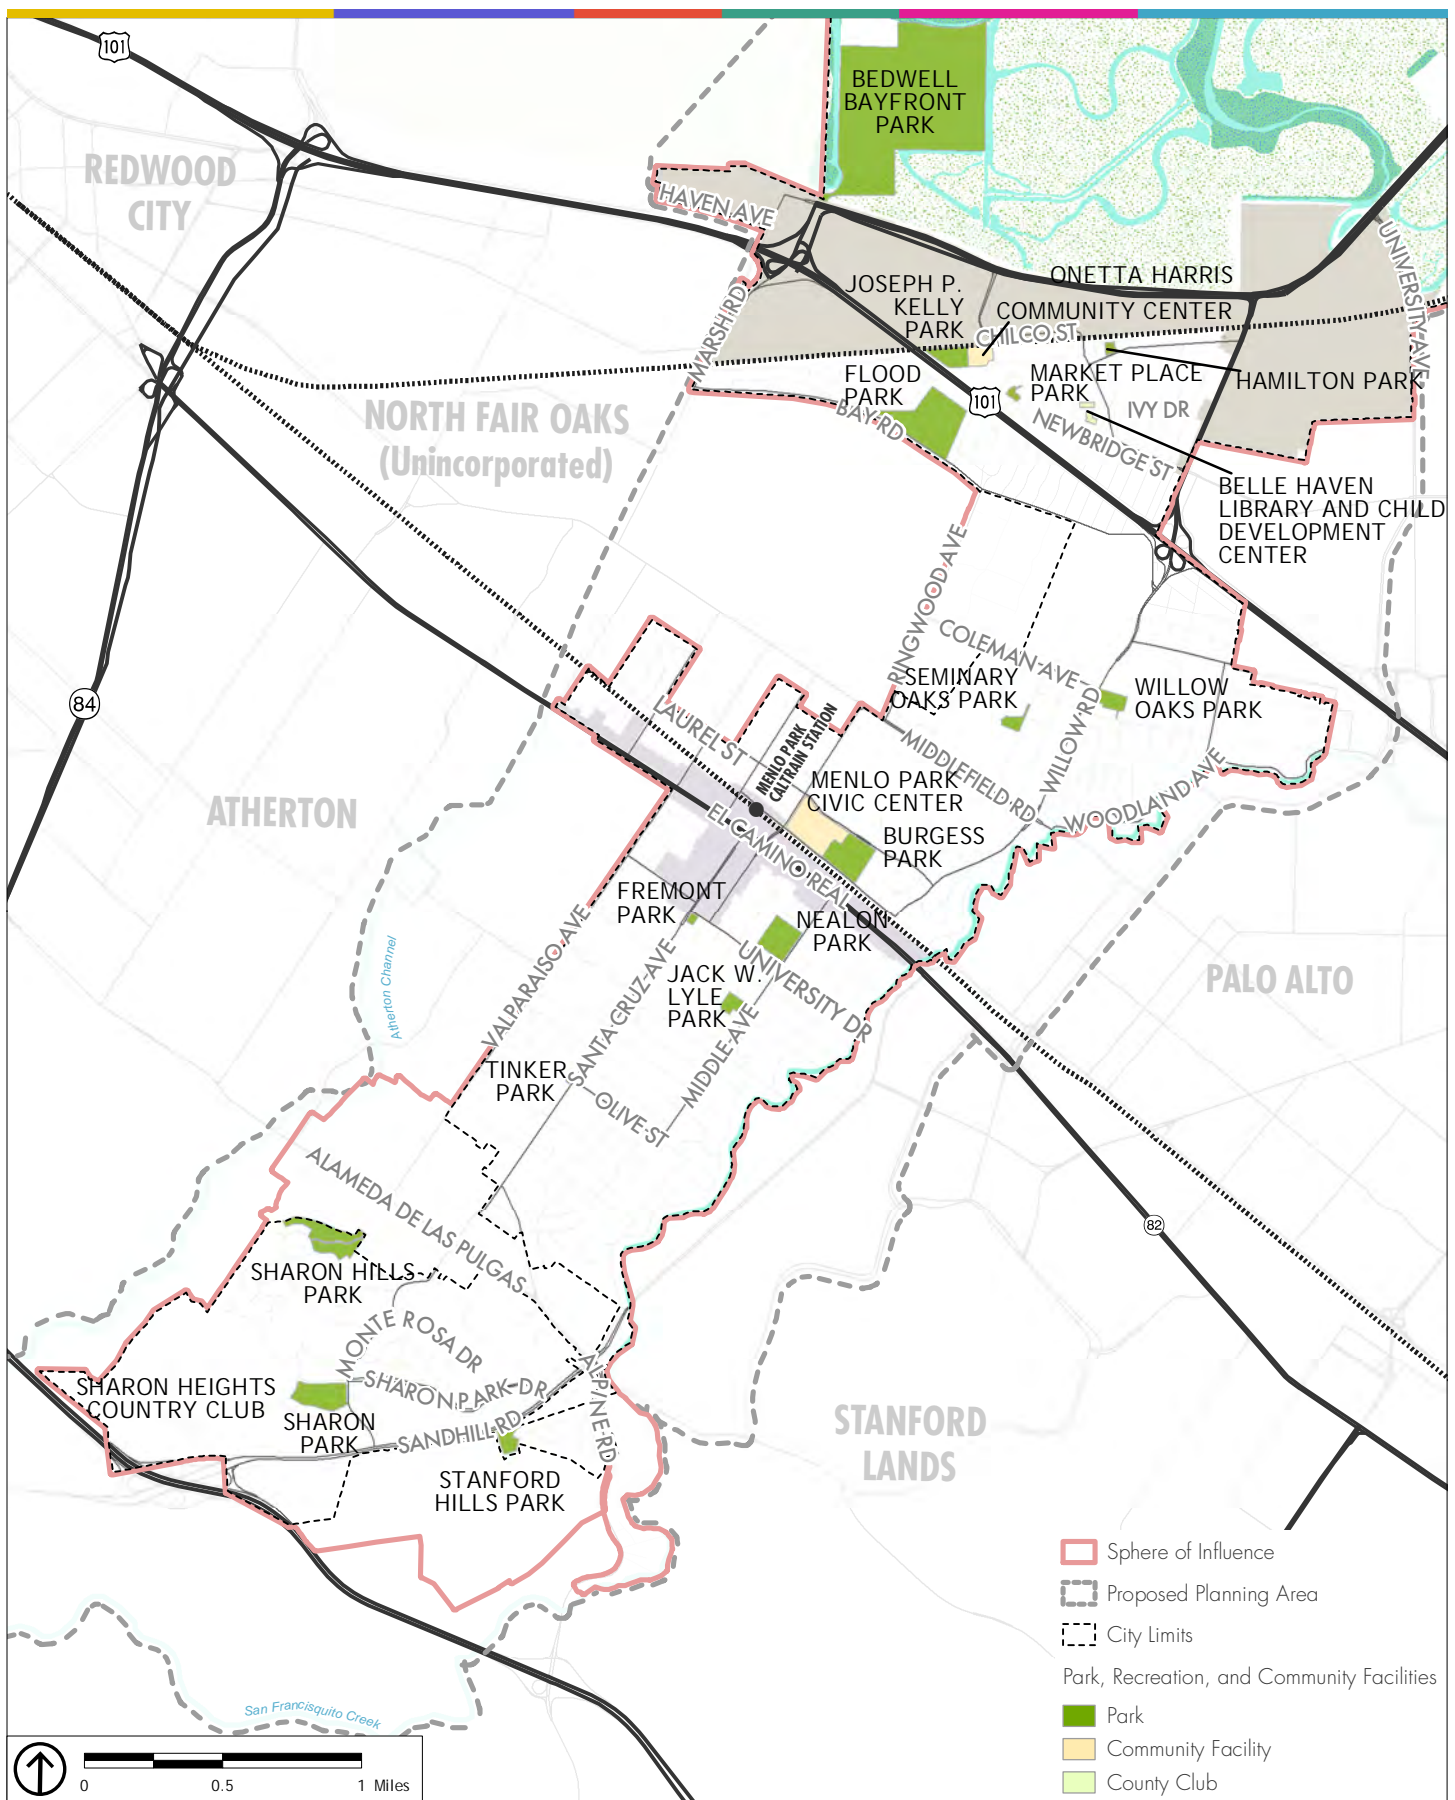 101
BEDWELL
BAYFRONT
PARK
REDWOOD
CITY
HAVEN AVE
UNIVERSITY AVE
ONETTA HARRIS
COMMUNITY CENTER
JOSEPH P.
KELLY
PARK
CHILCO ST
MARSH RD
FLOOD
PARK
MARKET PLACE
PARK
HAMILTON PARK
101
IVY DR
BAY RD
NEWBRIDGE ST
NORTH FAIR OAKS
(Unincorporated)
BELLE HAVEN
LIBRARY AND CHILD
DEVELOPMENT
CENTER
RINGWOOD AVE
COLEMAN AVE
SEMINARY
OAKS PARK
WILLOW
OAKS PARK
84
WILLOW RD
LAUREL ST
MENLO PARK
CALTRAIN STATION
MIDDLEFIELD RD
WOODLAND AVE
MENLO PARK
CIVIC CENTER
ATHERTON
EL CAMINO REAL
BURGESS
PARK
FREMONT
PARK
NEALON
PARK
VALPARAISO AVE
SANTA CRUZ AVE
UNIVERSITY DR
Atherton Channel
JACK W.
LYLE
PARK
PALO ALTO
MIDDLE AVE
TINKER
PARK
OLIVE ST
ALAMEDA DE LAS PULGAS
82
SHARON HILLS
PARK
MONTE ROSA DR
SHARON PARK DR
ALPINE RD
SHARON HEIGHTS
COUNTRY CLUB
SHARON
PARK
SANDHILL RD
STANFORD
LANDS
STANFORD
HILLS PARK
San Francisquito Creek
Sphere of Influence
Proposed Planning Area
City Limits
Park, Recreation, and Community Facilities
Park
Community Facility
County Club
0 0.5 1 Miles